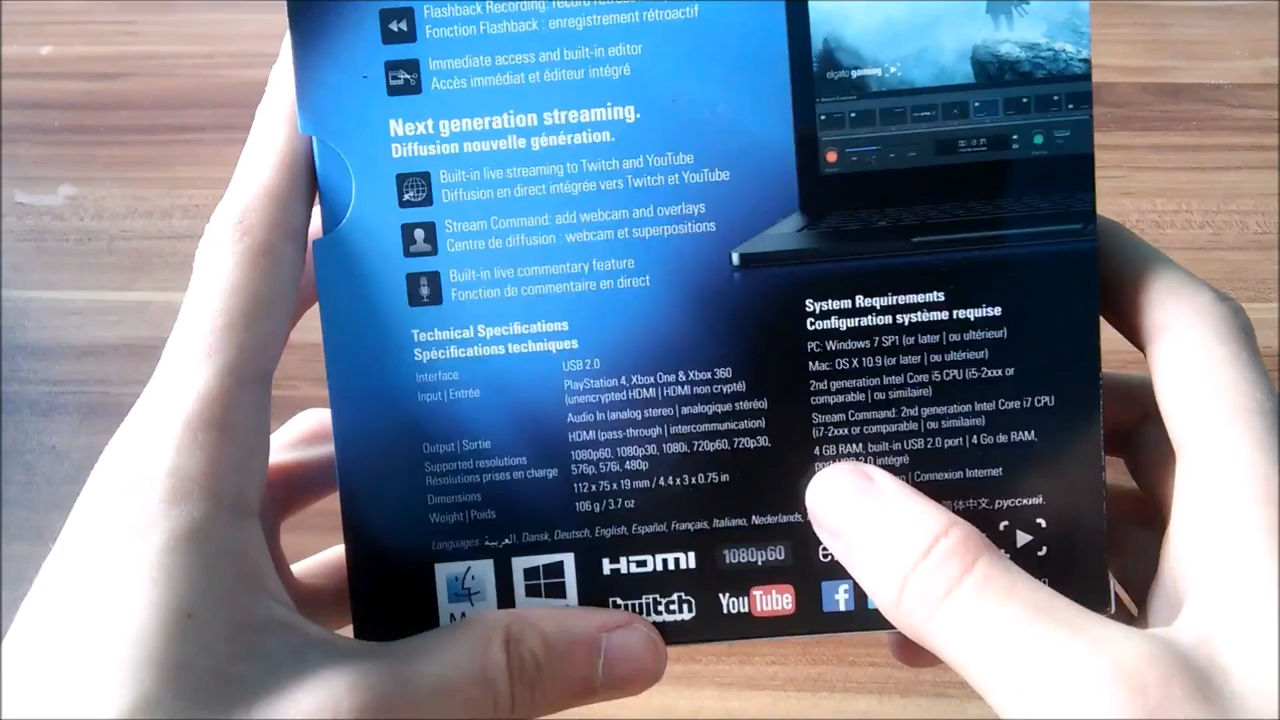 Flashback Recording: record
Fonction Flashback : enregistrement rétroactif
Immediate access and built-in editor
Accès immédiat et éditeur intégré
elgato gaming
Next generation streaming.
Diffusion nouvelle génération.
Built-in live streaming to Twitch and YouTube
Diffusion en direct intégrée vers Twitch et YouTube
Stream Command: add webcam and overlays
Centre de diffusion : webcam et superpositions
Built-in live commentary feature
Fonction de commentaire en direct
Technical Specifications
Spécifications techniques
Interface USB 2.0
Input | Entrée PlayStation 4, Xbox One & Xbox 360
(unencrypted HDMI | HDMI non crypté)
Audio In (analog stereo | analogique stéréo)
Output | Sortie HDMI (pass-through | intercommunication)
Supported resolutions 1080p60, 1080p30, 1080i, 720p60, 720p30,
Résolutions prises en charge 576p, 576i, 480p
Dimensions 112 x 75 x 19 mm / 4.4 x 3 x 0.75 in
Weight | Poids 106 g / 3.7 oz
System Requirements
Configuration système requise
PC: Windows 7 SP1 (or later | ou ultérieur)
Mac: OS X 10.9 (or later | ou ultérieur)
2nd generation Intel Core i5 CPU (i5-2xxx or
comparable | ou similaire)
Stream Command: 2nd generation Intel Core i7 CPU
(i7-2xxx or comparable | ou similaire)
4 GB RAM, built-in USB 2.0 port | 4 Go de RAM,
port USB 2.0 intégré
| Connexion Internet
Languages: العربية, Dansk, Deutsch, English, Español, Français, Italiano, Nederlands,
简体中文, русский.
HDMI 1080p60
twitch YouTube f